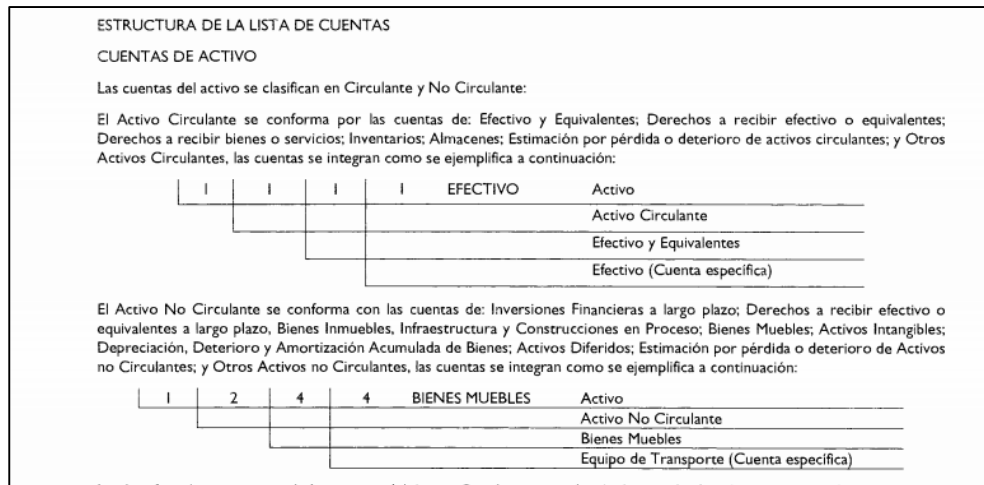 ESTRUCTURA DE LA LISTA DE CUENTAS
CUENTAS DE ACTIVO
Las cuentas del activo se clasifican en Circulante y No Circulante:
El Activo Circulante se conforma por las cuentas de: Efectivo y Equivalentes; Derechos a recibir efectivo o equivalentes;
Derechos a recibir bienes o servicios; Inventarios; Almacenes; Estimación por pérdida o deterioro de activos circulantes; y Otros
Activos Circulantes, las cuentas se integran como se ejemplifica a continuación:
1 1 1 1 EFECTIVO Activo
Activo Circulante
Efectivo y Equivalentes
Efectivo (Cuenta específica)
El Activo No Circulante se conforma con las cuentas de: Inversiones Financieras a largo plazo; Derechos a recibir efectivo o
equivalentes a largo plazo, Bienes Inmuebles, Infraestructura y Construcciones en Proceso; Bienes Muebles; Activos Intangibles;
Depreciación, Deterioro y Amortización Acumulada de Bienes; Activos Diferidos; Estimación por pérdida o deterioro de Activos
no Circulantes; y Otros Activos no Circulantes, las cuentas se integran como se ejemplifica a continuación:
1 2 4 4 BIENES MUEBLES Activo
Activo No Circulante
Bienes Muebles
Equipo de Transporte (Cuenta específica)